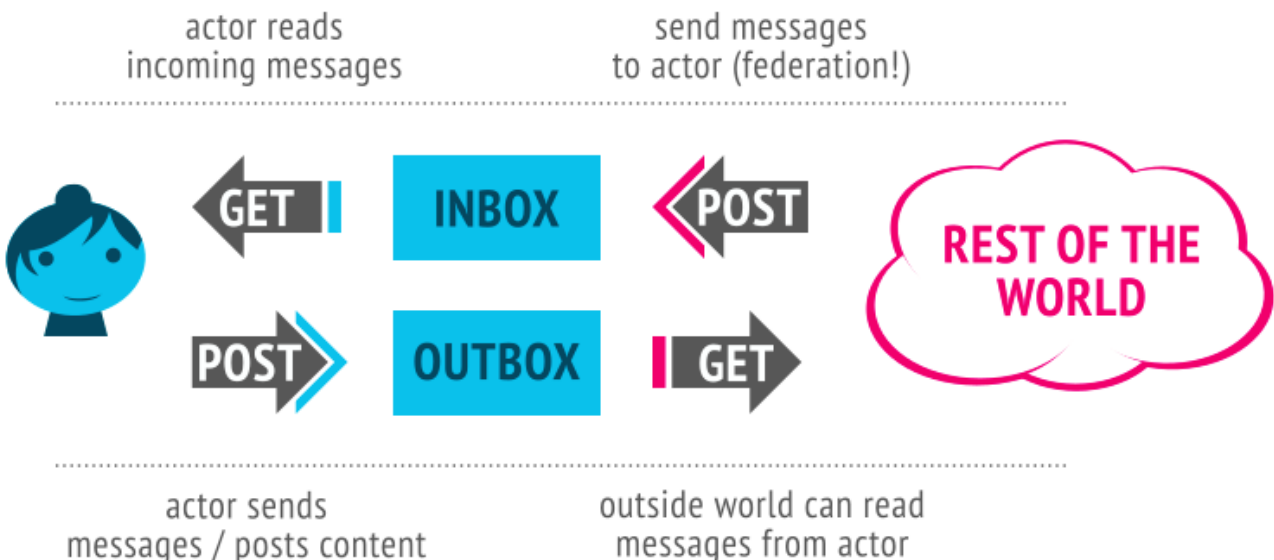 actor reads
incoming messages
send messages
to actor (federation!)
GET
INBOX
POST
REST OF THE
WORLD
POST
OUTBOX
GET
actor sends
messages / posts content
outside world can read
messages from actor